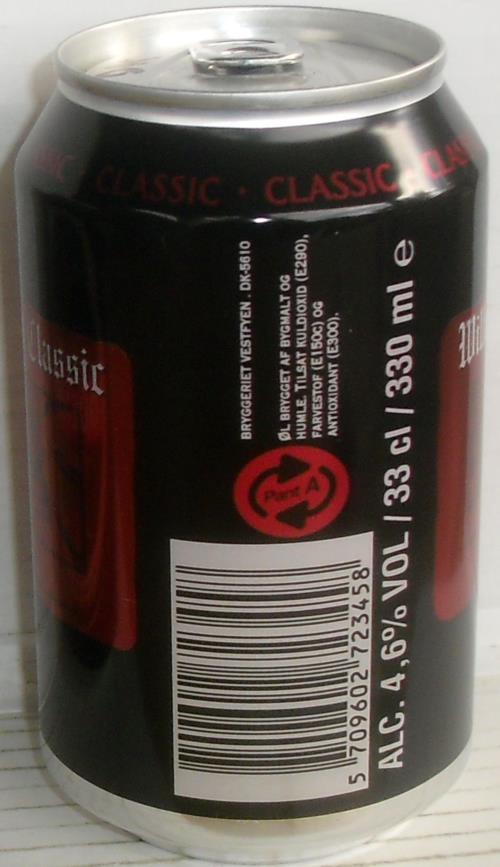 CLASSIC · CLASSIC
Classic
BRYGGERIET VESTFYEN . DK-5610
ØL BRYGGET AF BYGMALT OG
HUMLE. TILSAT KULDIOXID (E290),
FARVESTOF (E150C) OG
ANTIOXIDANT (E300).
Pant A
5 709602 723458
ALC. 4,6% VOL / 33 cl / 330 ml e